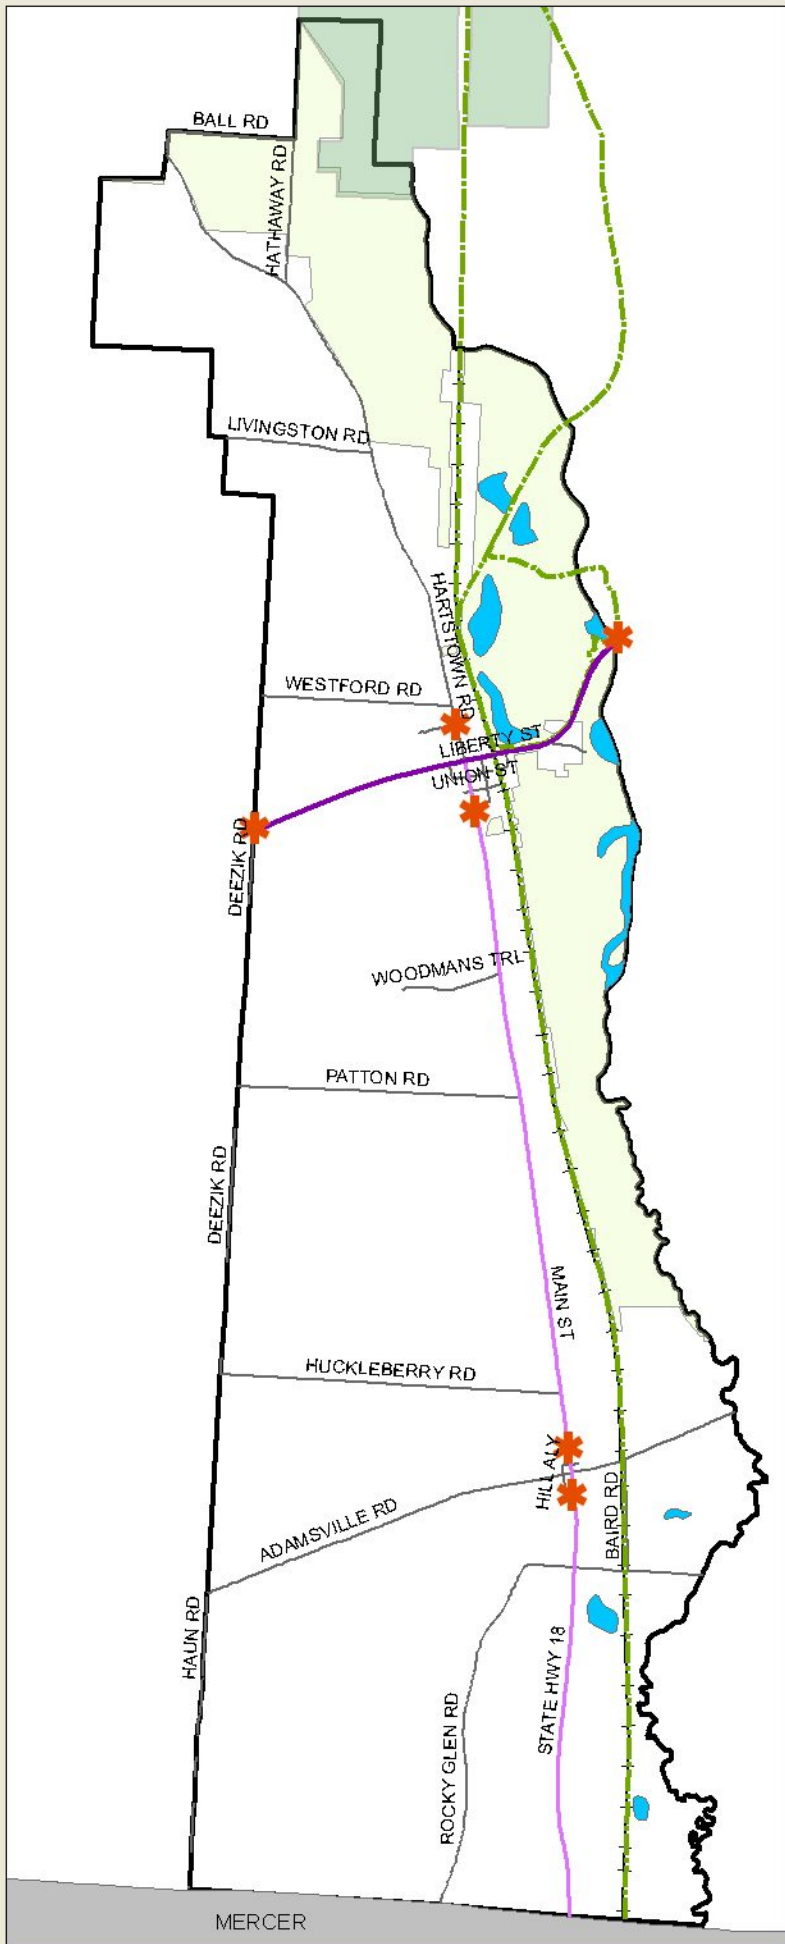 BALL RD
HATHAWAY RD
LIVINGSTON RD
HARTSTOWN RD
WESTFORD RD
LIBERTY ST
UNION ST
DEEZIK RD
WOODMANS TRL
PATTON RD
DEEZIK RD
MAIN ST
HUCKLEBERRY RD
HILL ALY
ADAMSVILLE RD
BAIRD RD
HAUN RD
STATE HWY 18
ROCKY GLEN RD
MERCER